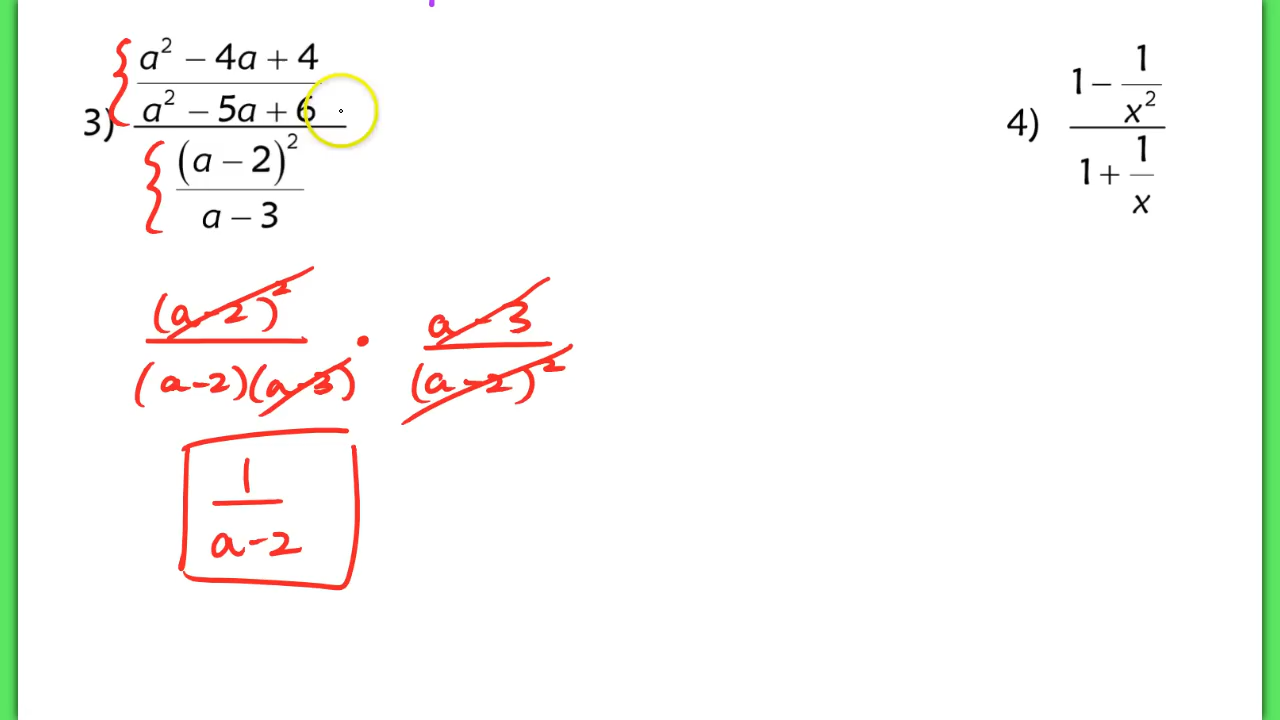 3) a² − 4a + 4
a² − 5a + 6
(a − 2)²
a − 3
4) 1 − 1/x²
1 + 1/x
(a-2)² · a-3
(a-2)(a-3) (a-2)²
1
a-2